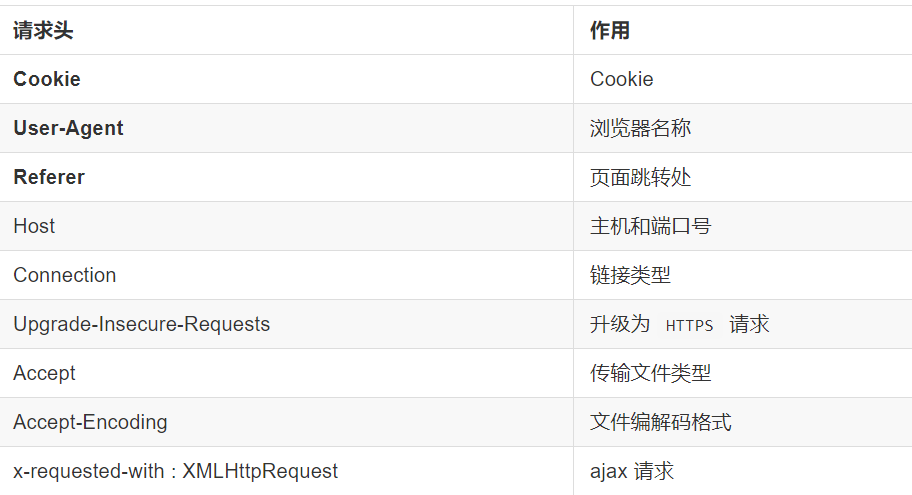 请求头 作用
Cookie Cookie
User-Agent 浏览器名称
Referer 页面跳转处
Host 主机和端口号
Connection 链接类型
Upgrade-Insecure-Requests 升级为 HTTPS 请求
Accept 传输文件类型
Accept-Encoding 文件编解码格式
x-requested-with : XMLHttpRequest ajax 请求